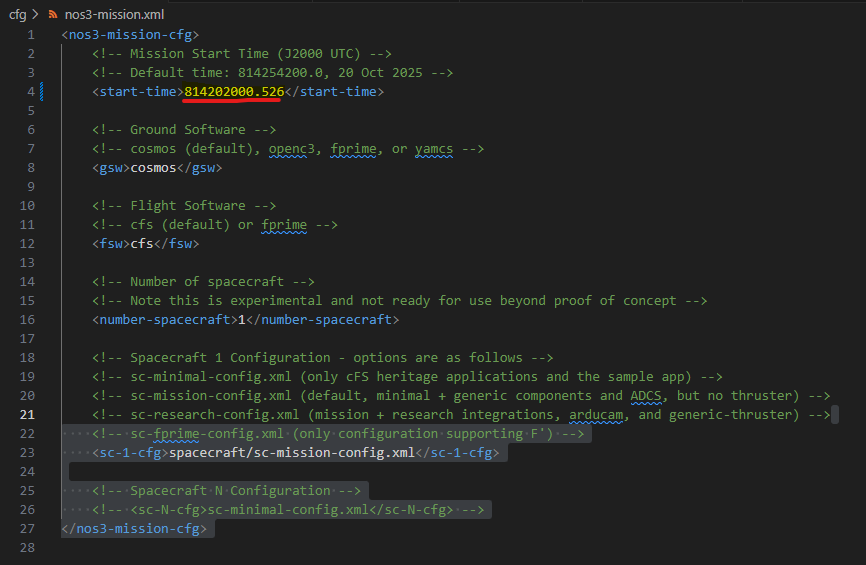 cfg > nos3-mission.xml
1 <nos3-mission-cfg>
2 <!-- Mission Start Time (J2000 UTC) -->
3 <!-- Default time: 814254200.0, 20 Oct 2025 -->
4 <start-time>814202000.526</start-time>
5
6 <!-- Ground Software -->
7 <!-- cosmos (default), openc3, fprime, or yamcs -->
8 <gsw>cosmos</gsw>
9
10 <!-- Flight Software -->
11 <!-- cfs (default) or fprime -->
12 <fsw>cfs</fsw>
13
14 <!-- Number of spacecraft -->
15 <!-- Note this is experimental and not ready for use beyond proof of concept -->
16 <number-spacecraft>1</number-spacecraft>
17
18 <!-- Spacecraft 1 Configuration - options are as follows -->
19 <!-- sc-minimal-config.xml (only cFS heritage applications and the sample app) -->
20 <!-- sc-mission-config.xml (default, minimal + generic components and ADCS, but no thruster) -->
21 <!-- sc-research-config.xml (mission + research integrations, arducam, and generic-thruster) -->
22 <!-- sc-fprime-config.xml (only configuration supporting F') -->
23 <sc-1-cfg>spacecraft/sc-mission-config.xml</sc-1-cfg>
24
25 <!-- Spacecraft N Configuration -->
26 <!-- <sc-N-cfg>sc-minimal-config.xml</sc-N-cfg> -->
27 </nos3-mission-cfg>
28